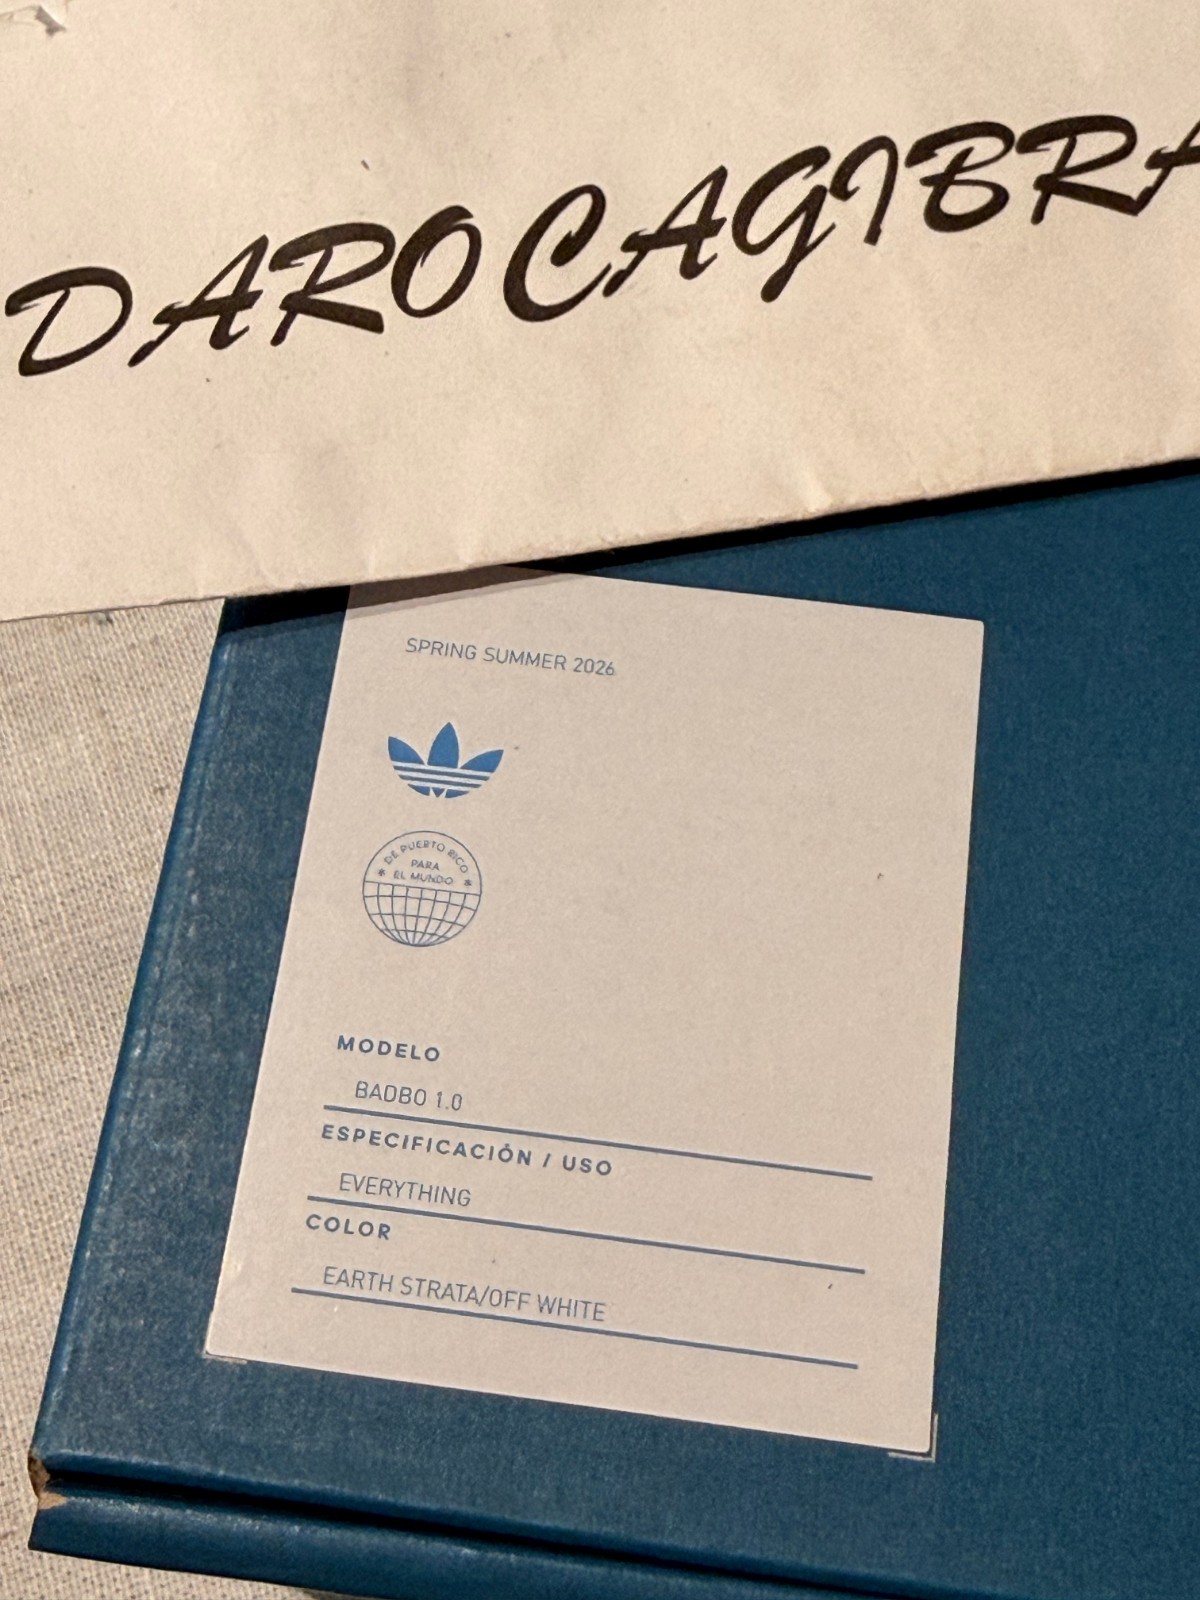 DAROCAGIBRA
SPRING SUMMER 2026
DE PUERTO RICO
PARA
EL MUNDO
MODELO
BADBO 1.0
ESPECIFICACIÓN / USO
EVERYTHING
COLOR
EARTH STRATA/OFF WHITE